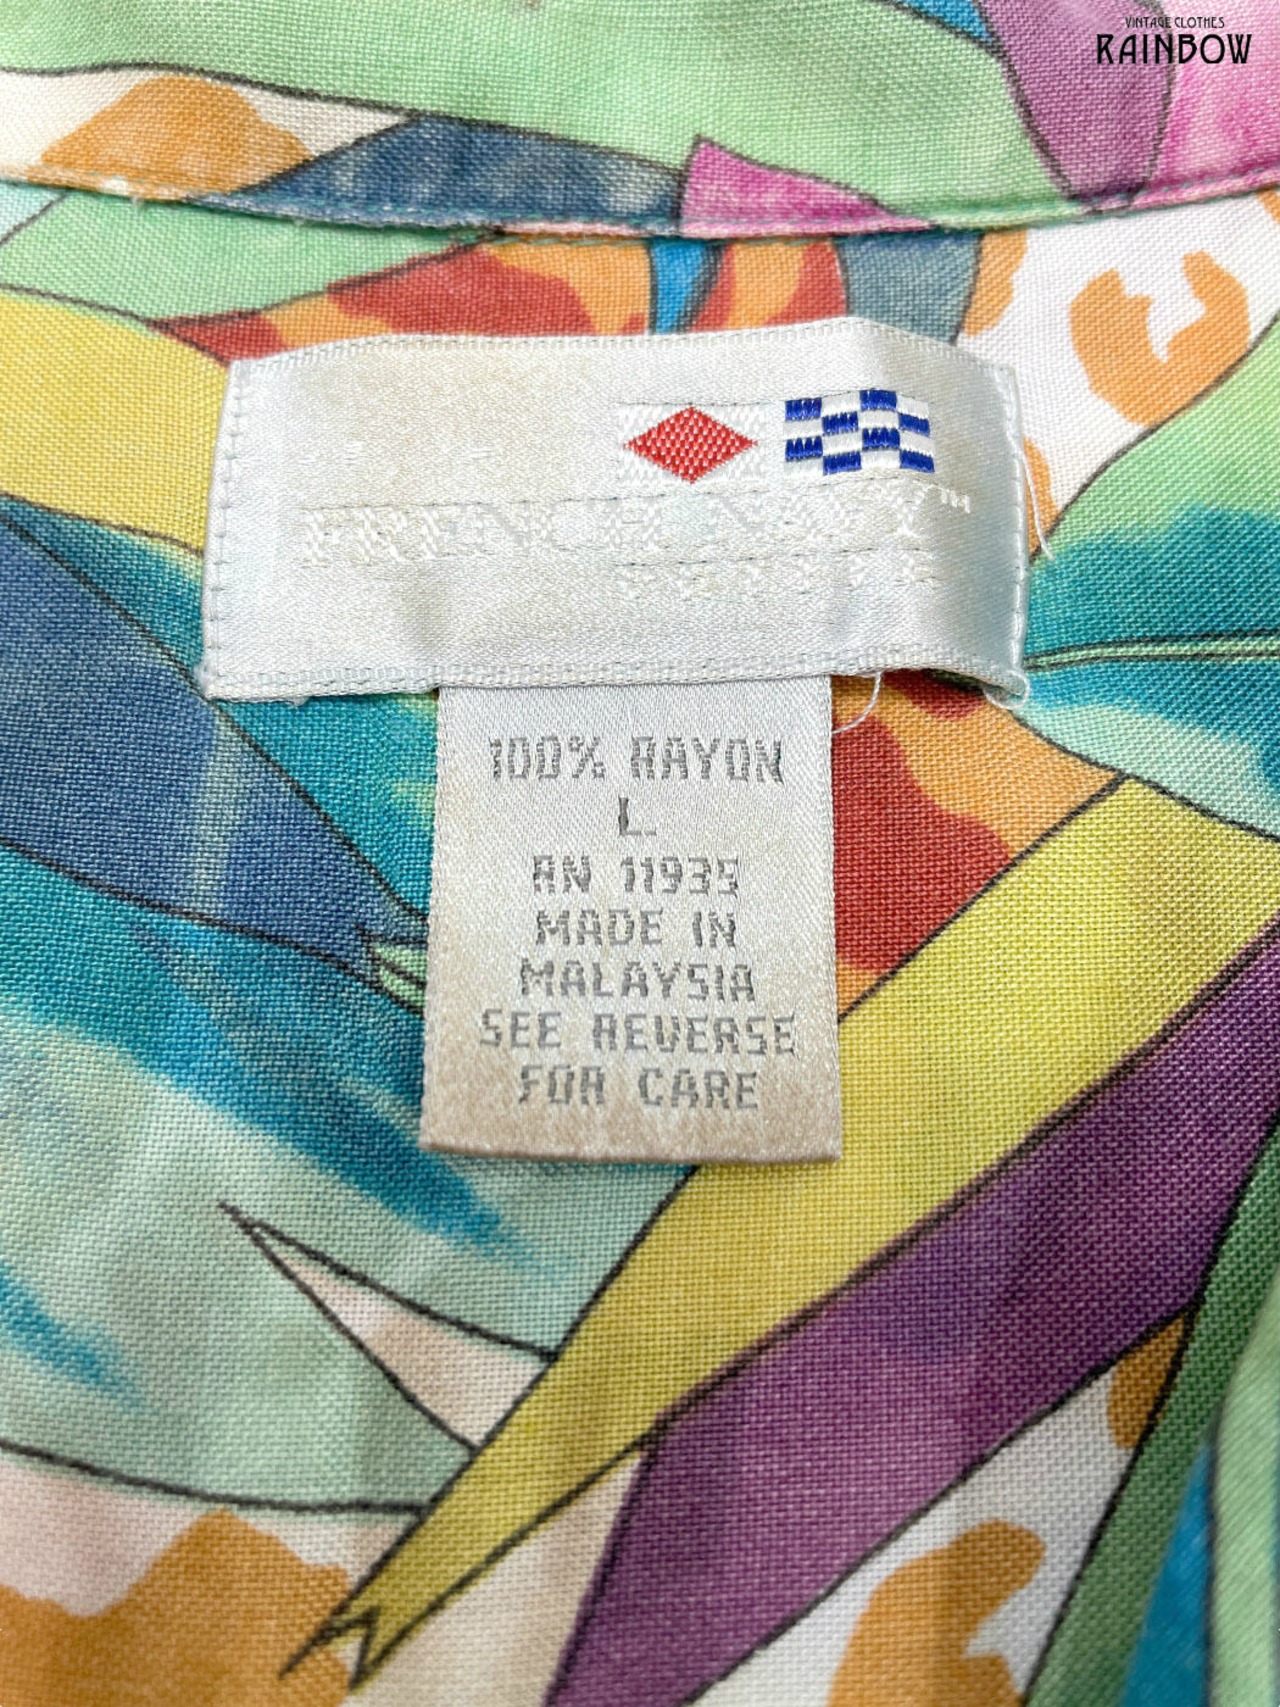 VINTAGE CLOTHES
RAINBOW
FRENCH NAVY™
100% RAYON
L
RN 11935
MADE IN
MALAYSIA
SEE REVERSE
FOR CARE